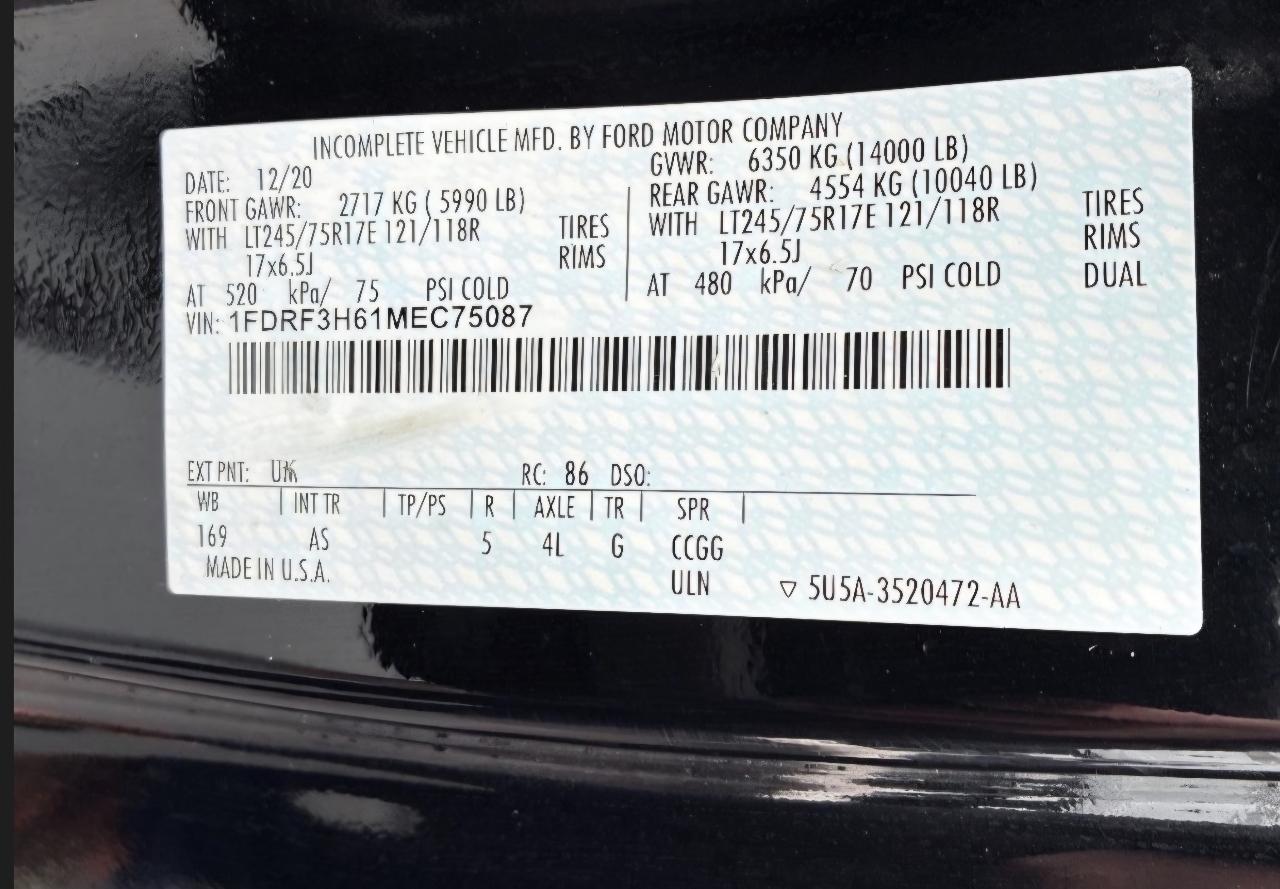 INCOMPLETE VEHICLE MFD. BY FORD MOTOR COMPANY
DATE: 12/20
FRONT GAWR: 2717 KG ( 5990 LB)
WITH LT245/75R17E 121/118R TIRES
17x6.5J RIMS
AT 520 kPa/ 75 PSI COLD
GVWR: 6350 KG (14000 LB)
REAR GAWR: 4554 KG (10040 LB)
WITH LT245/75R17E 121/118R TIRES
17x6.5J RIMS
AT 480 kPa/ 70 PSI COLD DUAL
VIN: 1FDRF3H61MEC75087
EXT PNT: RC: 86 DSO:
WB | INT TR | TP/PS | R | AXLE | TR | SPR |
169 AS 5 4L G CCGG
MADE IN U.S.A. ULN ▽ 5U5A-3520472-AA